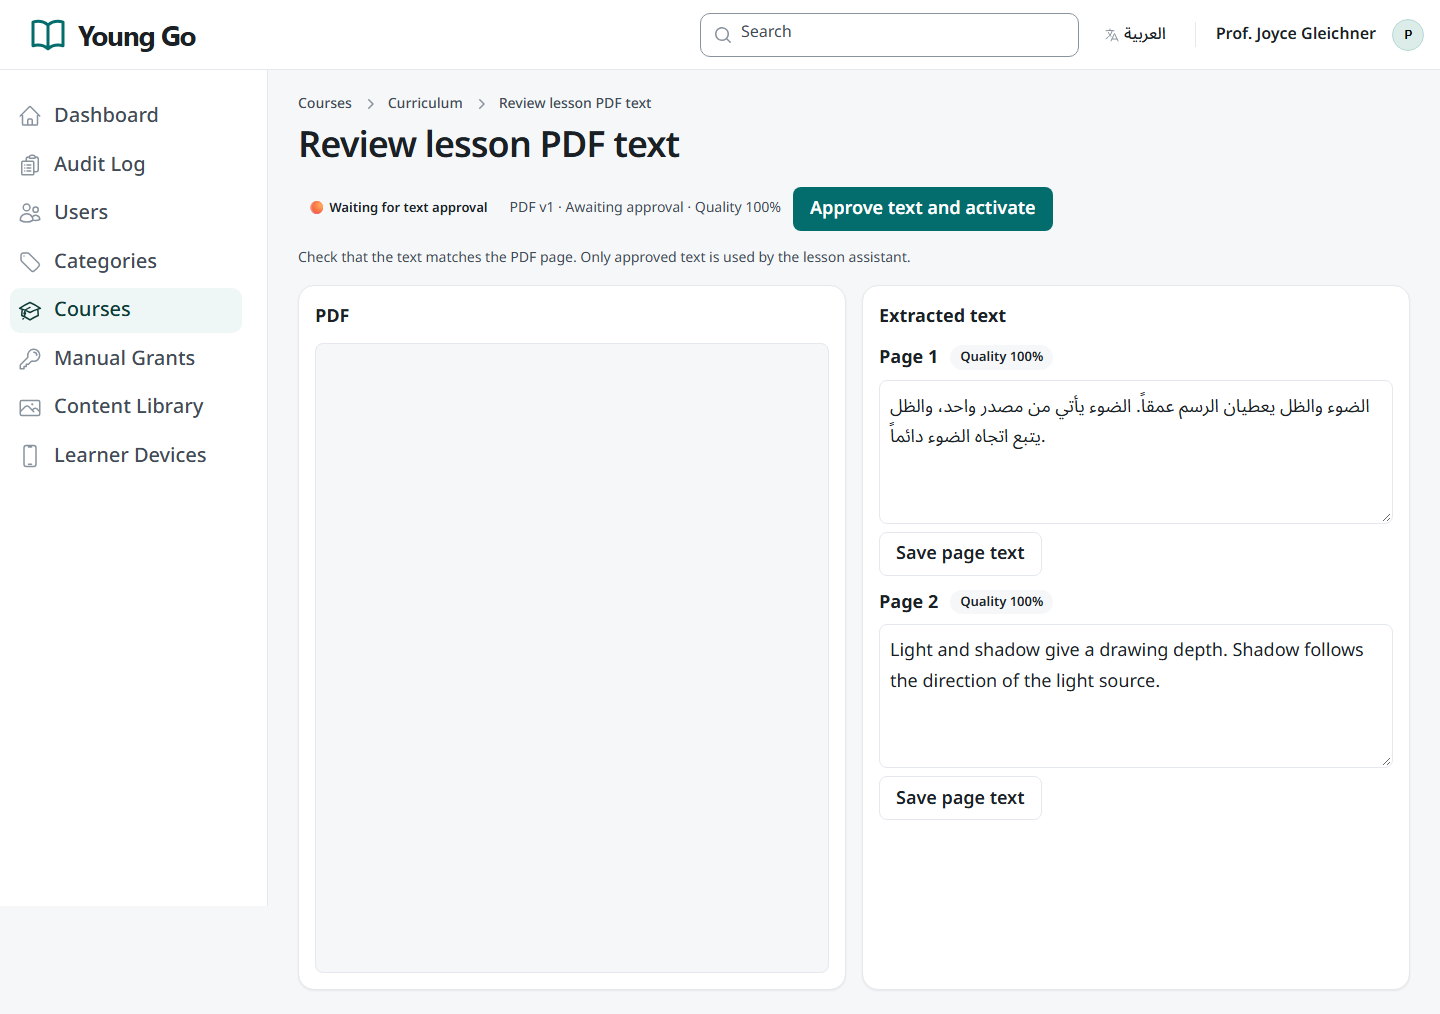 Young Go
Search
العربية
Prof. Joyce Gleichner
P
Dashboard
Audit Log
Users
Categories
Courses
Manual Grants
Content Library
Learner Devices
Courses > Curriculum > Review lesson PDF text
Review lesson PDF text
Waiting for text approval
PDF v1 · Awaiting approval · Quality 100%
Approve text and activate
Check that the text matches the PDF page. Only approved text is used by the lesson assistant.
PDF
Extracted text
Page 1
Quality 100%
الضوء والظل يعطيان الرسم عمقاً. الضوء يأتي من مصدر واحد، والظل
يتبع اتجاه الضوء دائماً.
Save page text
Page 2
Quality 100%
Light and shadow give a drawing depth. Shadow follows
the direction of the light source.
Save page text